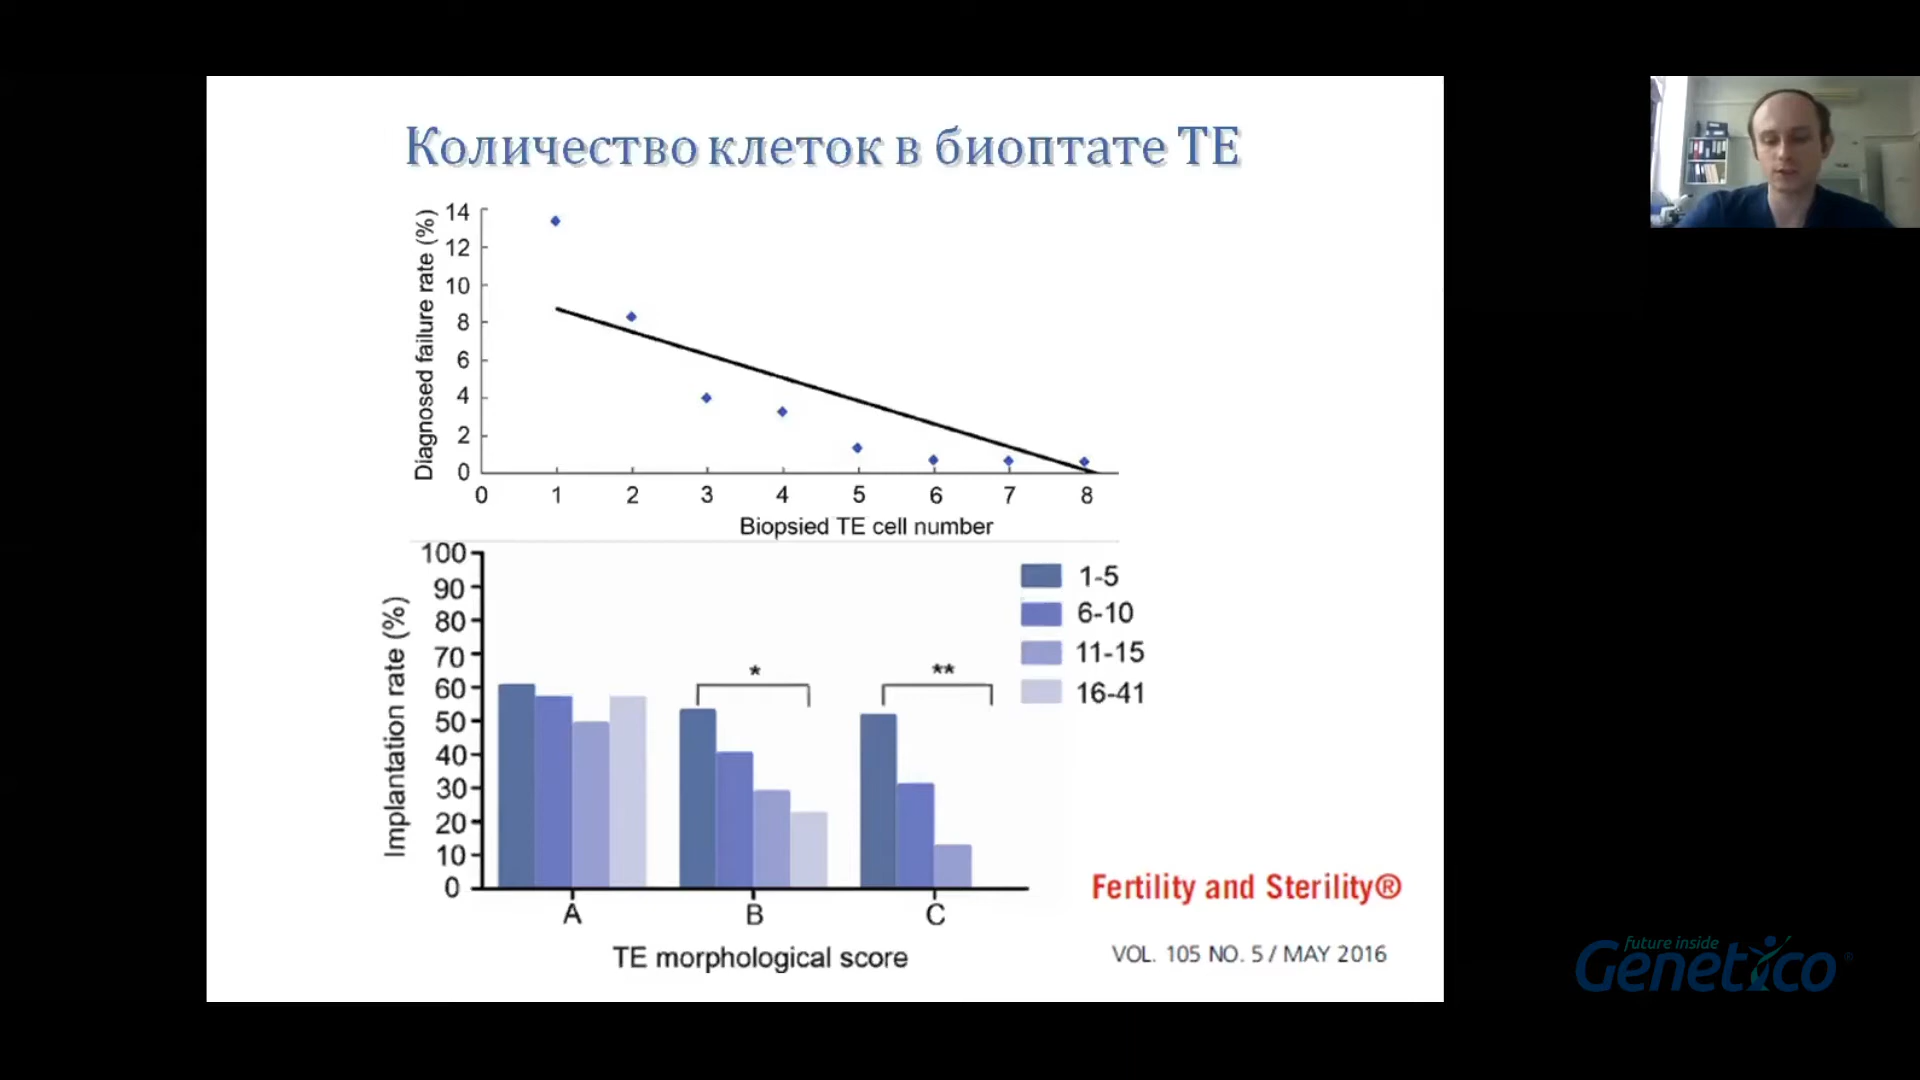 Количество клеток в биоптате ТЕ
Diagnosed failure rate (%)
14
12
10
8
6
4
2
0
0 1 2 3 4 5 6 7 8
Biopsied TE cell number
Implantation rate (%)
100
90
80
70
60
50
40
30
20
10
0
* **
1-5
6-10
11-15
16-41
A B C
TE morphological score
Fertility and Sterility®
VOL. 105 NO. 5 / MAY 2016
future inside
Genetico®